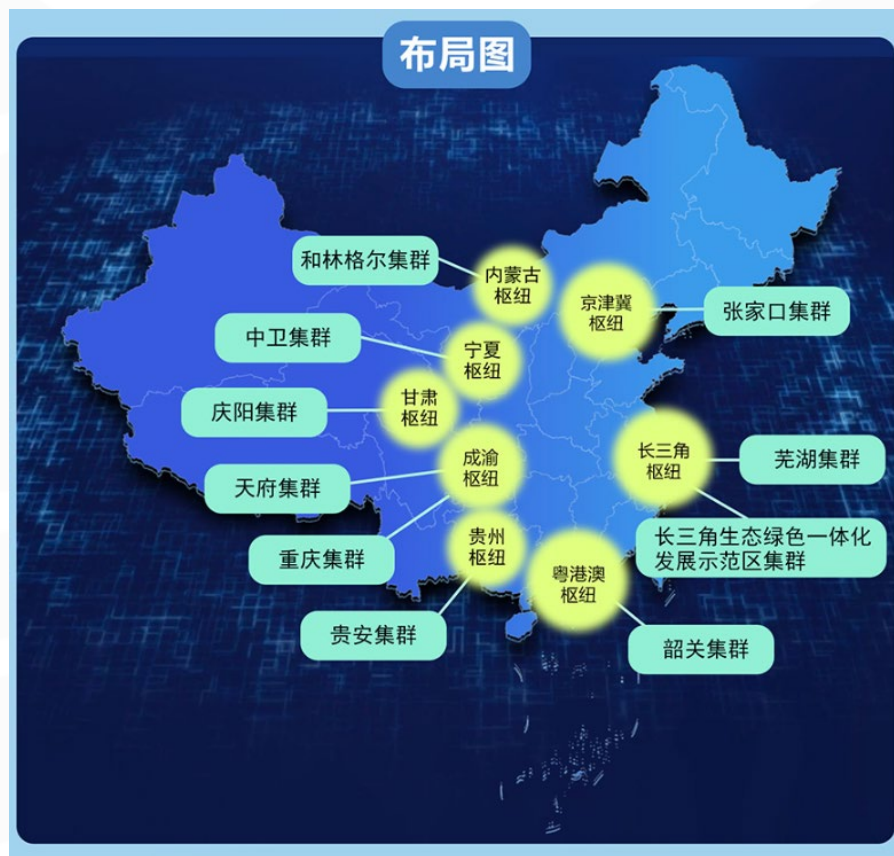 布局图
和林格尔集群
内蒙古
枢纽
京津冀
枢纽
张家口集群
中卫集群
宁夏
枢纽
庆阳集群
甘肃
枢纽
天府集群
成渝
枢纽
长三角
枢纽
芜湖集群
重庆集群
贵州
枢纽
长三角生态绿色一体化
发展示范区集群
粤港澳
枢纽
贵安集群
韶关集群